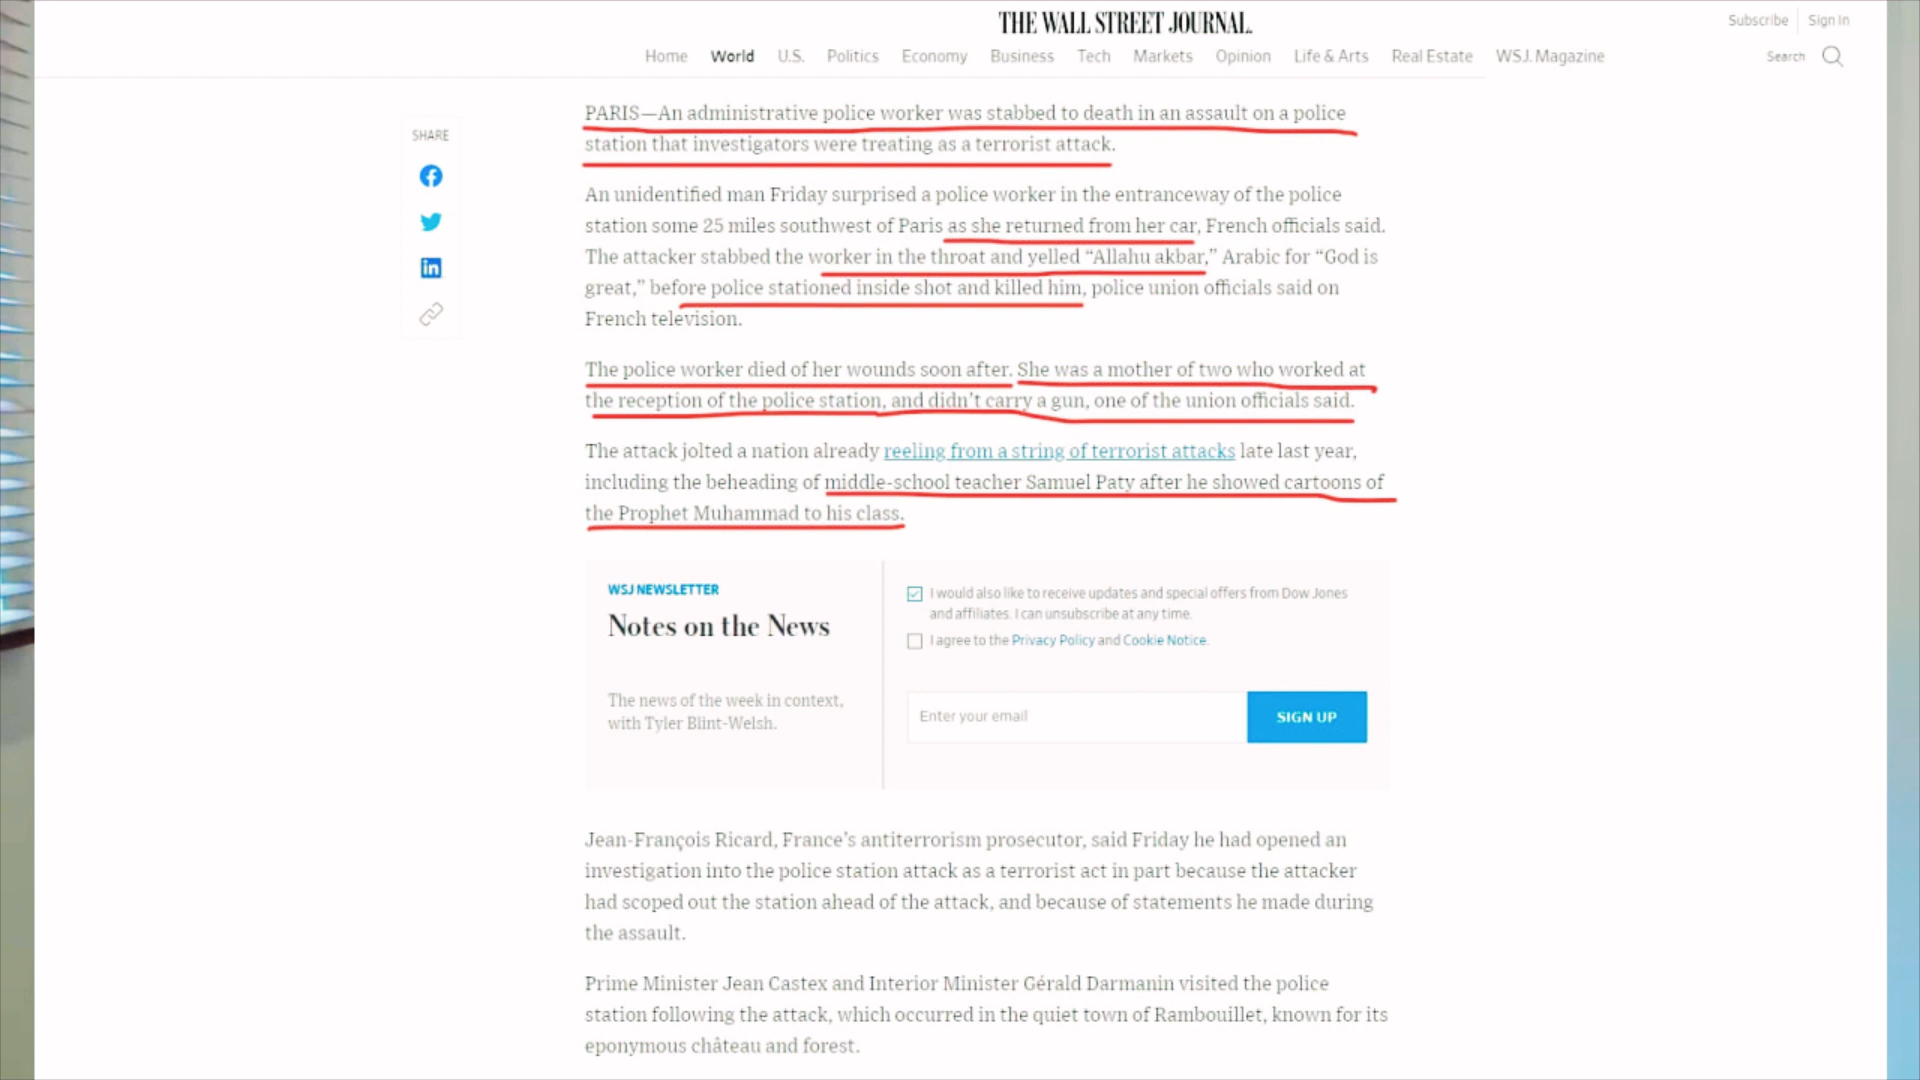 THE WALL STREET JOURNAL.
Subscribe Sign In
Home World U.S. Politics Economy Business Tech Markets Opinion Life & Arts Real Estate WSJ. Magazine
Search
SHARE
PARIS—An administrative police worker was stabbed to death in an assault on a police
station that investigators were treating as a terrorist attack.
An unidentified man Friday surprised a police worker in the entranceway of the police
station some 25 miles southwest of Paris as she returned from her car, French officials said.
The attacker stabbed the worker in the throat and yelled “Allahu akbar,” Arabic for “God is
great,” before police stationed inside shot and killed him, police union officials said on
French television.
The police worker died of her wounds soon after. She was a mother of two who worked at
the reception of the police station, and didn’t carry a gun, one of the union officials said.
The attack jolted a nation already reeling from a string of terrorist attacks late last year,
including the beheading of middle-school teacher Samuel Paty after he showed cartoons of
the Prophet Muhammad to his class.
WSJ NEWSLETTER
Notes on the News
The news of the week in context,
with Tyler Blint-Welsh.
I would also like to receive updates and special offers from Dow Jones
and affiliates. I can unsubscribe at any time.
I agree to the Privacy Policy and Cookie Notice.
Enter your email
SIGN UP
Jean-François Ricard, France’s antiterrorism prosecutor, said Friday he had opened an
investigation into the police station attack as a terrorist act in part because the attacker
had scoped out the station ahead of the attack, and because of statements he made during
the assault.
Prime Minister Jean Castex and Interior Minister Gérald Darmanin visited the police
station following the attack, which occurred in the quiet town of Rambouillet, known for its
eponymous château and forest.